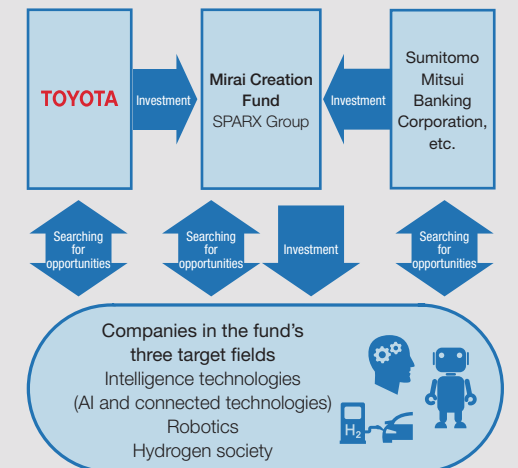 TOYOTA
Investment
Mirai Creation
Fund
SPARX Group
Investment
Sumitomo
Mitsui
Banking
Corporation,
etc.
Searching
for
opportunities
Searching
for
opportunities
Investment
Searching
for
opportunities
Companies in the fund's
three target fields
Intelligence technologies
(AI and connected technologies)
Robotics
Hydrogen society
H₂